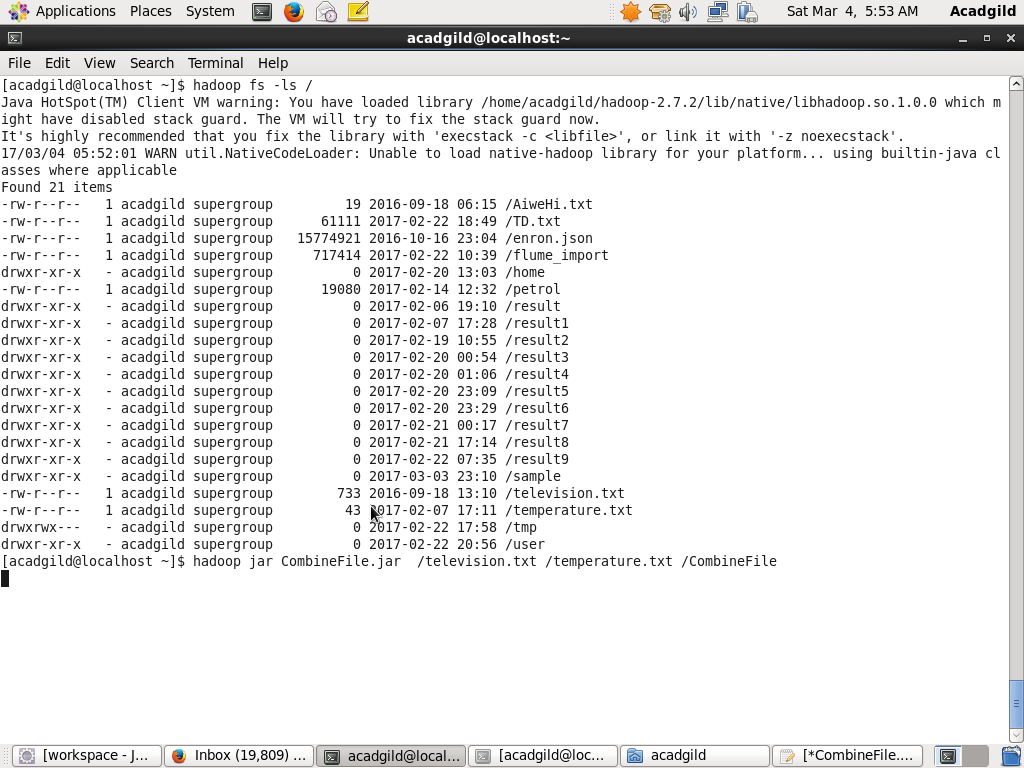 Applications Places System Sat Mar 4, 5:53 AM Acadgild
acadgild@localhost:~
File Edit View Search Terminal Help
[acadgild@localhost ~]$ hadoop fs -ls /
Java HotSpot(TM) Client VM warning: You have loaded library /home/acadgild/hadoop-2.7.2/lib/native/libhadoop.so.1.0.0 which m
ight have disabled stack guard. The VM will try to fix the stack guard now.
It's highly recommended that you fix the library with 'execstack -c <libfile>', or link it with '-z noexecstack'.
17/03/04 05:52:01 WARN util.NativeCodeLoader: Unable to load native-hadoop library for your platform... using builtin-java cl
asses where applicable
Found 21 items
-rw-r--r--   1 acadgild supergroup         19 2016-09-18 06:15 /AiweHi.txt
-rw-r--r--   1 acadgild supergroup      61111 2017-02-22 18:49 /TD.txt
-rw-r--r--   1 acadgild supergroup   15774921 2016-10-16 23:04 /enron.json
-rw-r--r--   1 acadgild supergroup     717414 2017-02-22 10:39 /flume_import
drwxr-xr-x   - acadgild supergroup          0 2017-02-20 13:03 /home
-rw-r--r--   1 acadgild supergroup      19080 2017-02-14 12:32 /petrol
drwxr-xr-x   - acadgild supergroup          0 2017-02-06 19:10 /result
drwxr-xr-x   - acadgild supergroup          0 2017-02-07 17:28 /result1
drwxr-xr-x   - acadgild supergroup          0 2017-02-19 10:55 /result2
drwxr-xr-x   - acadgild supergroup          0 2017-02-20 00:54 /result3
drwxr-xr-x   - acadgild supergroup          0 2017-02-20 01:06 /result4
drwxr-xr-x   - acadgild supergroup          0 2017-02-20 23:09 /result5
drwxr-xr-x   - acadgild supergroup          0 2017-02-20 23:29 /result6
drwxr-xr-x   - acadgild supergroup          0 2017-02-21 00:17 /result7
drwxr-xr-x   - acadgild supergroup          0 2017-02-21 17:14 /result8
drwxr-xr-x   - acadgild supergroup          0 2017-02-22 07:35 /result9
drwxr-xr-x   - acadgild supergroup          0 2017-03-03 23:10 /sample
-rw-r--r--   1 acadgild supergroup        733 2016-09-18 13:10 /television.txt
-rw-r--r--   1 acadgild supergroup         43 2017-02-07 17:11 /temperature.txt
drwxrwx---   - acadgild supergroup          0 2017-02-22 17:58 /tmp
drwxr-xr-x   - acadgild supergroup          0 2017-02-22 20:56 /user
[acadgild@localhost ~]$ hadoop jar CombineFile.jar  /television.txt /temperature.txt /CombineFile
[workspace - J... Inbox (19,809) ... acadgild@local... [acadgild@loc... acadgild [*CombineFile....